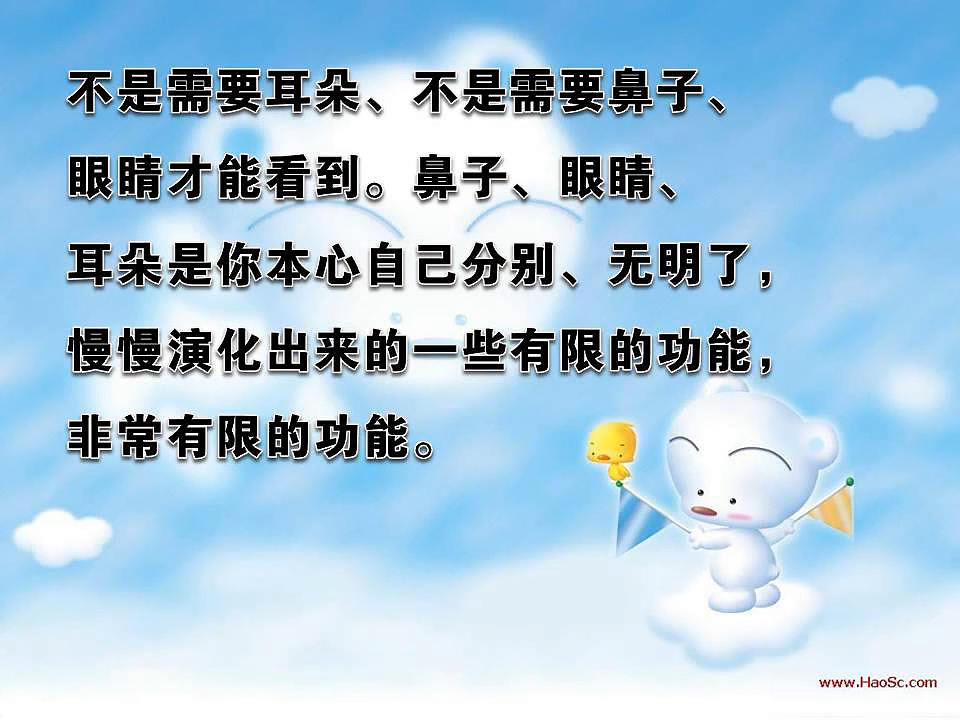 不是需要耳朵、不是需要鼻子、
眼睛才能看到。鼻子、眼睛、
耳朵是你本心自己分别、无明了，
慢慢演化出来的一些有限的功能，
非常有限的功能。
www.HaoSc.com